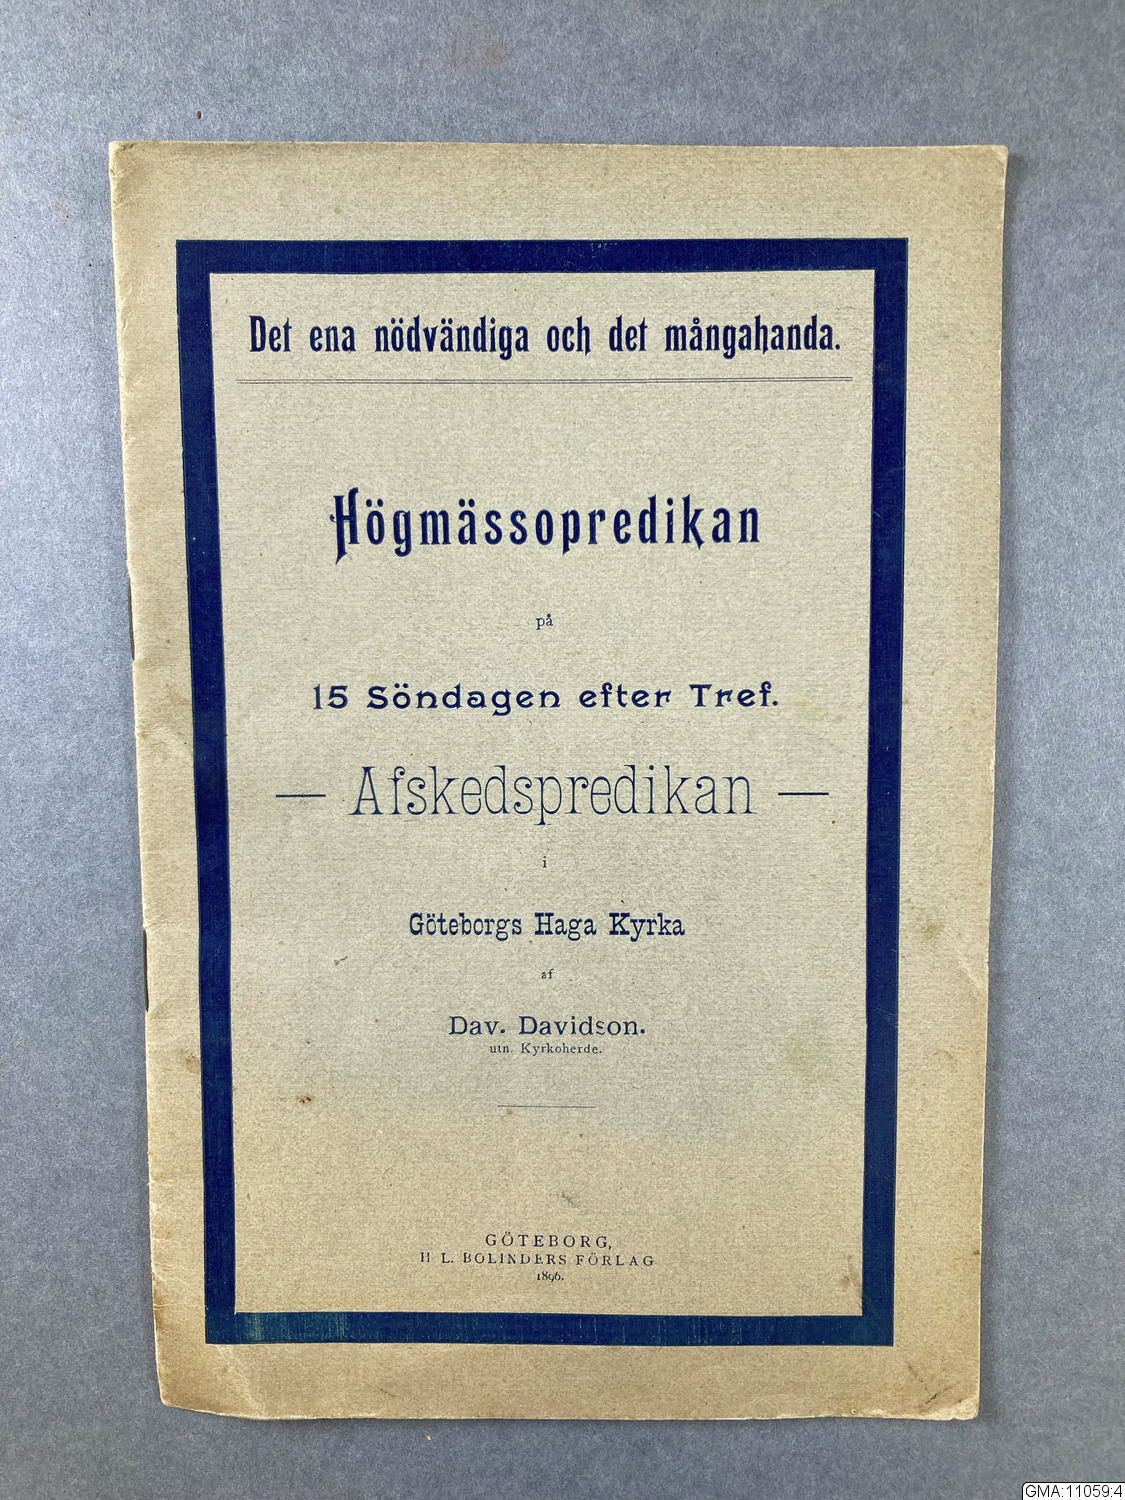 Det ena nödvändiga och det mångahanda.
Högmässopredikan
på
15 Söndagen efter Tref.
— Afskedspredikan —
i
Göteborgs Haga Kyrka
af
Dav. Davidson.
utn. Kyrkoherde.
GÖTEBORG,
H L. BOLINDERS FÖRLAG
1896.
GMA:11059:4